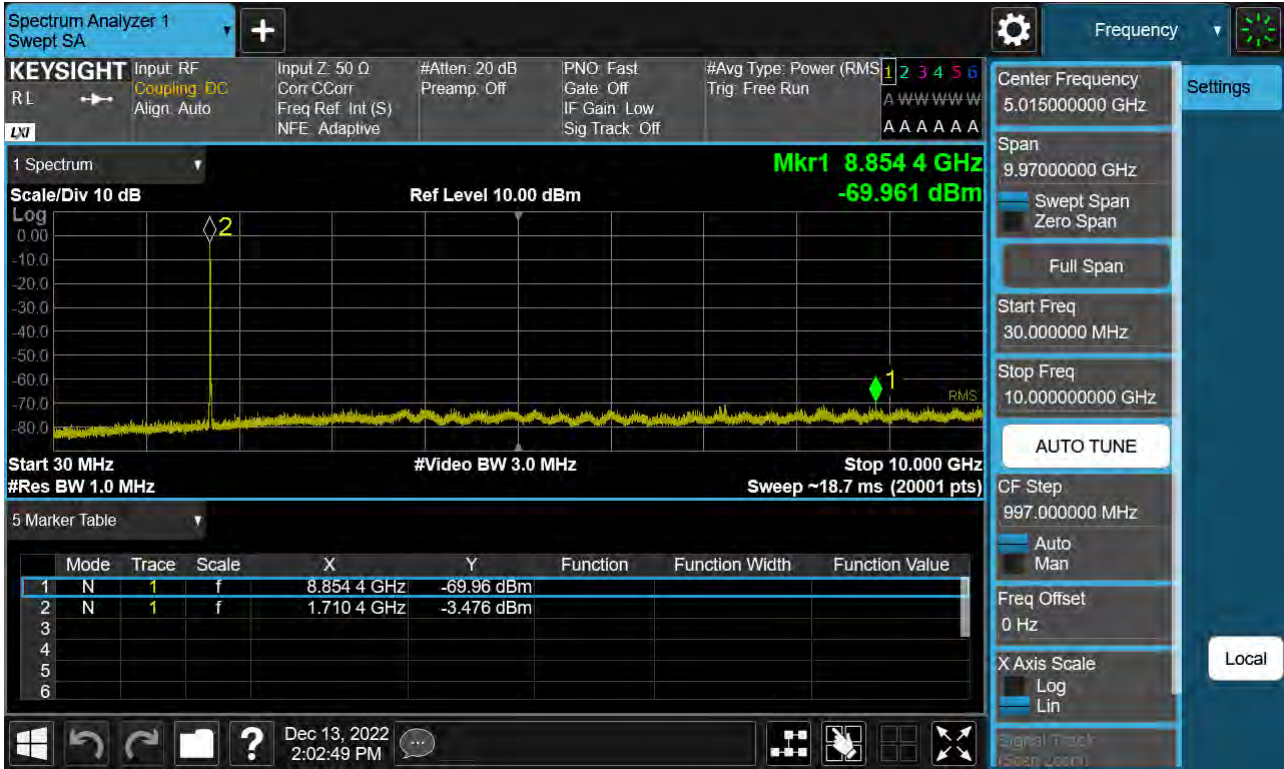 Spectrum Analyzer 1
Swept SA
+
Frequency
KEYSIGHT
RL
LXI
Input: RF
Coupling: DC
Align: Auto
Input Z: 50 Ω
Corr CCorr
Freq Ref: Int (S)
NFE: Adaptive
#Atten: 20 dB
Preamp: Off
PNO: Fast
Gate: Off
IF Gain: Low
Sig Track: Off
#Avg Type: Power (RMS
Trig: Free Run
1 2 3 4 5 6
A W W W W W
A A A A A A
1 Spectrum
Scale/Div 10 dB
Ref Level 10.00 dBm
Mkr1 8.854 4 GHz
-69.961 dBm
Log
0.00
-10.0
-20.0
-30.0
-40.0
-50.0
-60.0
-70.0
-80.0
2
1
RMS
Start 30 MHz
#Video BW 3.0 MHz
Stop 10.000 GHz
#Res BW 1.0 MHz
Sweep ~18.7 ms (20001 pts)
5 Marker Table
Mode Trace Scale X Y Function Function Width Function Value
1 N 1 f 8.854 4 GHz -69.96 dBm
2 N 1 f 1.710 4 GHz -3.476 dBm
3
4
5
6
Dec 13, 2022
2:02:49 PM
Center Frequency
5.015000000 GHz
Settings
Span
9.97000000 GHz
Swept Span
Zero Span
Full Span
Start Freq
30.000000 MHz
Stop Freq
10.000000000 GHz
AUTO TUNE
CF Step
997.000000 MHz
Auto
Man
Freq Offset
0 Hz
X Axis Scale
Log
Lin
Local
Signal Track
(Span Zoom)